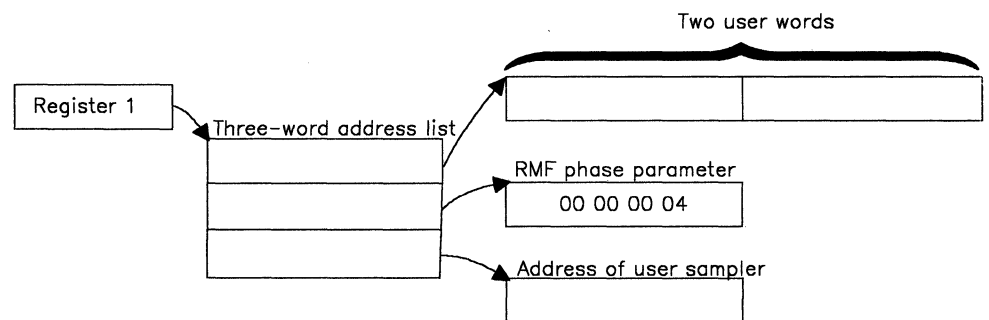 Two user words
Register 1
Three-word address list
RMF phase parameter
00 00 00 04
Address of user sampler